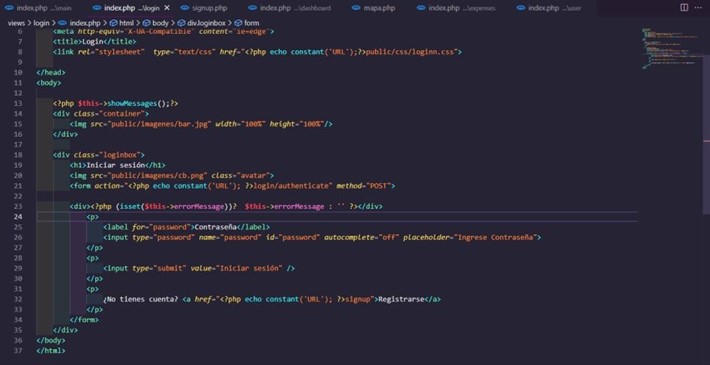 index.php ...\main index.php ...\login × signup.php index.php ...\dashboard mapa.php index.php ...\expenses index.php ...\user
views > login > index.php > html > body > div.loginbox > form
6 <meta http-equiv="X-UA-Compatible" content="ie=edge">
7 <title>Login</title>
8 <link rel="stylesheet" type="text/css" href="<?php echo constant('URL');?>public/css/loginn.css">
9
10 </head>
11 <body>
12
13 <?php $this->showMessages();?>
14 <div class="container">
15 <img src="public/imagenes/bar.jpg" width="100%" height="100%"/>
16 </div>
17
18 <div class="loginbox">
19 <h1>Iniciar sesión</h1>
20 <img src="public/imagenes/cb.png" class="avatar">
21 <form action="<?php echo constant('URL'); ?>login/authenticate" method="POST">
22
23 <div><?php (isset($this->errorMessage))? $this->errorMessage : '' ?></div>
24 <p>
25 <label for="password">Contraseña</label>
26 <input type="password" name="password" id="password" autocomplete="off" placeholder="Ingrese Contraseña">
27 </p>
28 <p>
29 <input type="submit" value="Iniciar sesión" />
30 </p>
31 <p>
32 ¿No tienes cuenta? <a href="<?php echo constant('URL'); ?>signup">Registrarse</a>
33 </p>
34 </form>
35 </div>
36 </body>
37 </html>